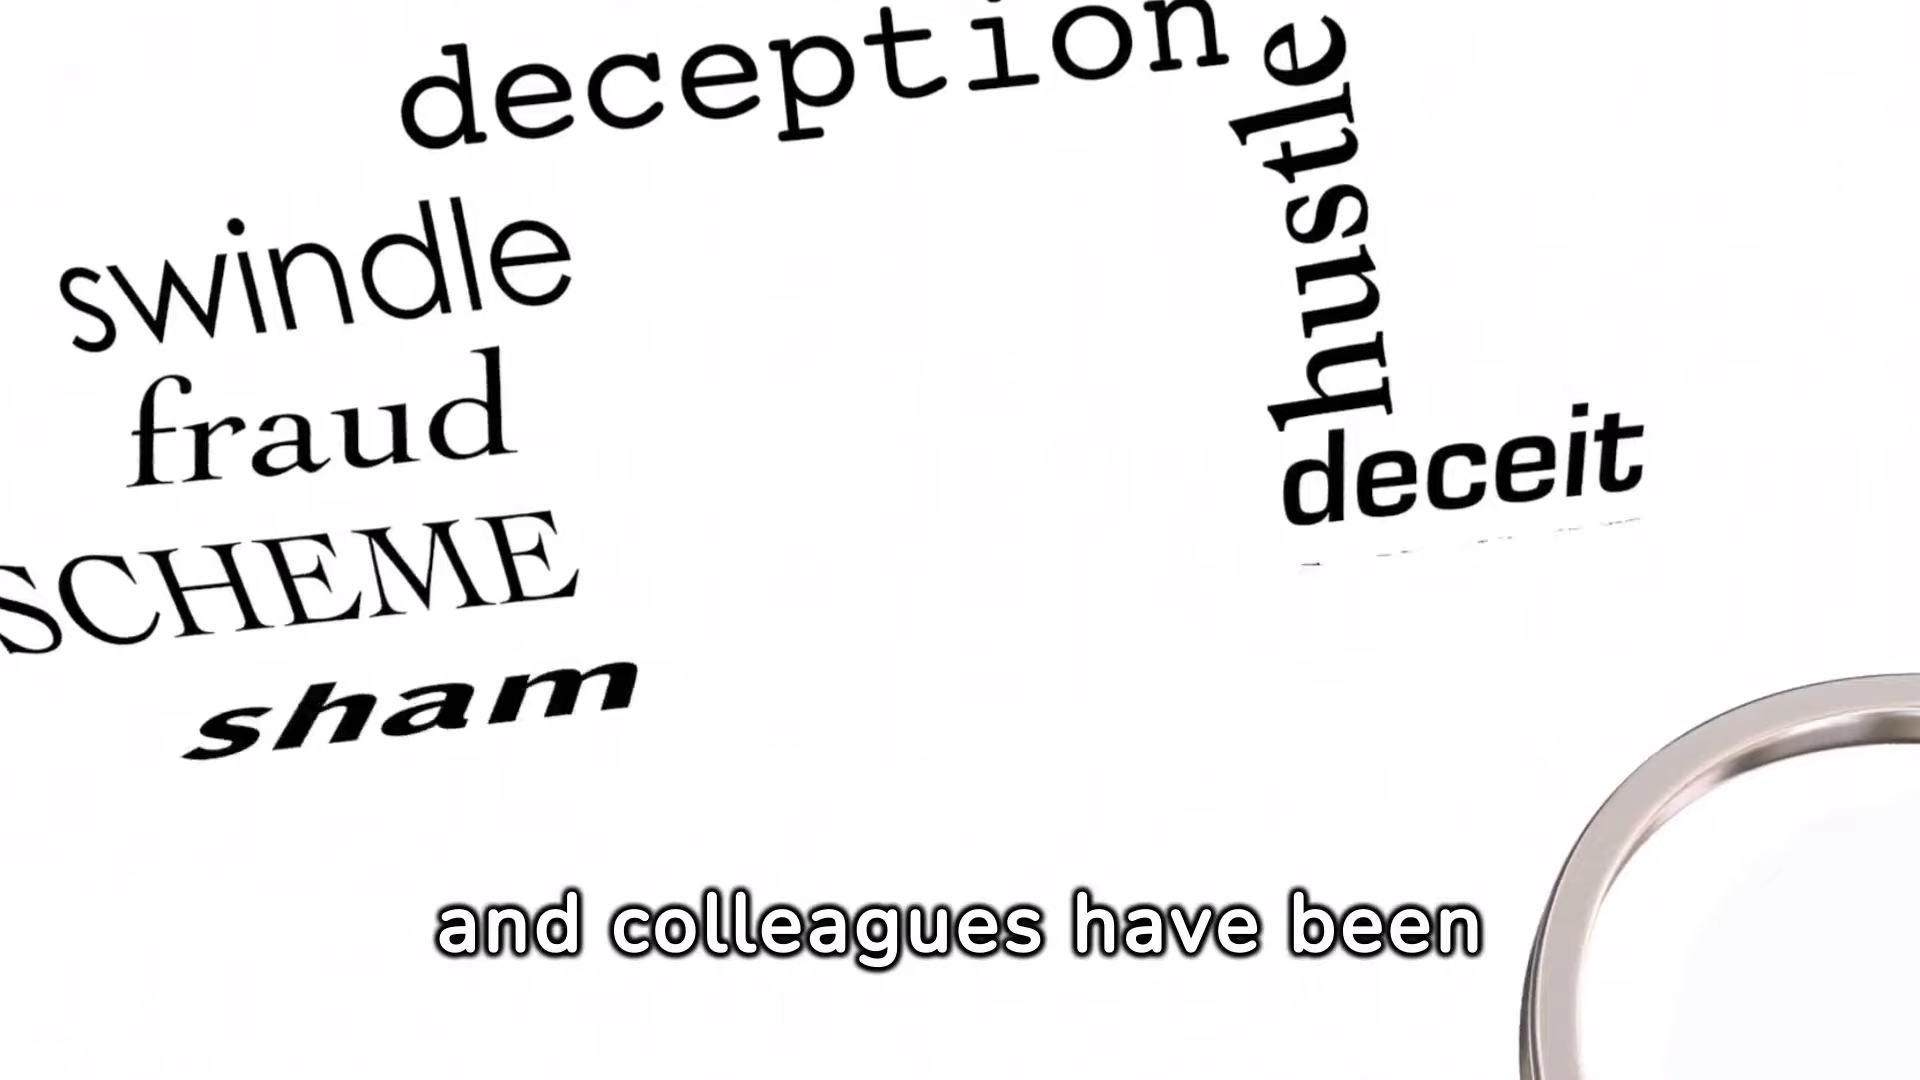 deception
hustle
swindle
fraud
deceit
SCHEME
sham
and colleagues have been